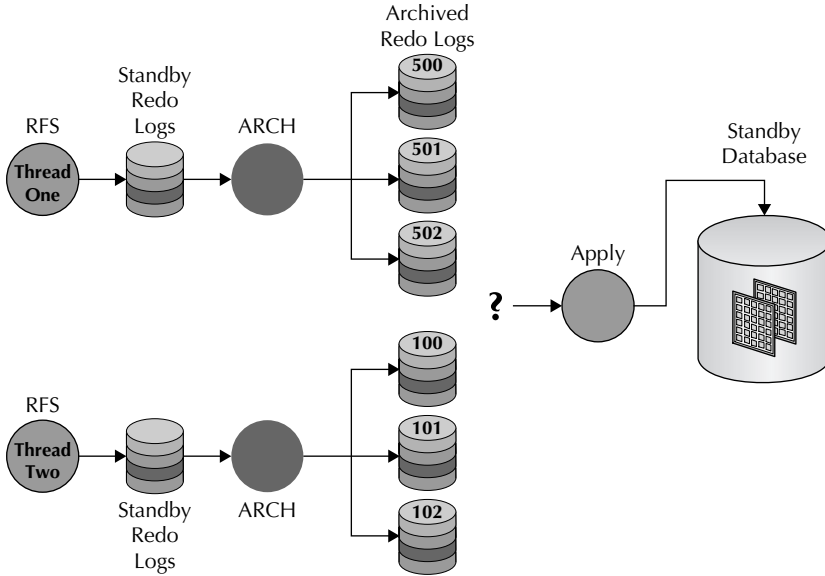 Archived
Redo Logs
500
Standby
Redo
Logs
RFS
ARCH
Thread
One
501
502
Standby
Database
Apply
?
100
RFS
Thread
Two
101
Standby
Redo
Logs
ARCH
102